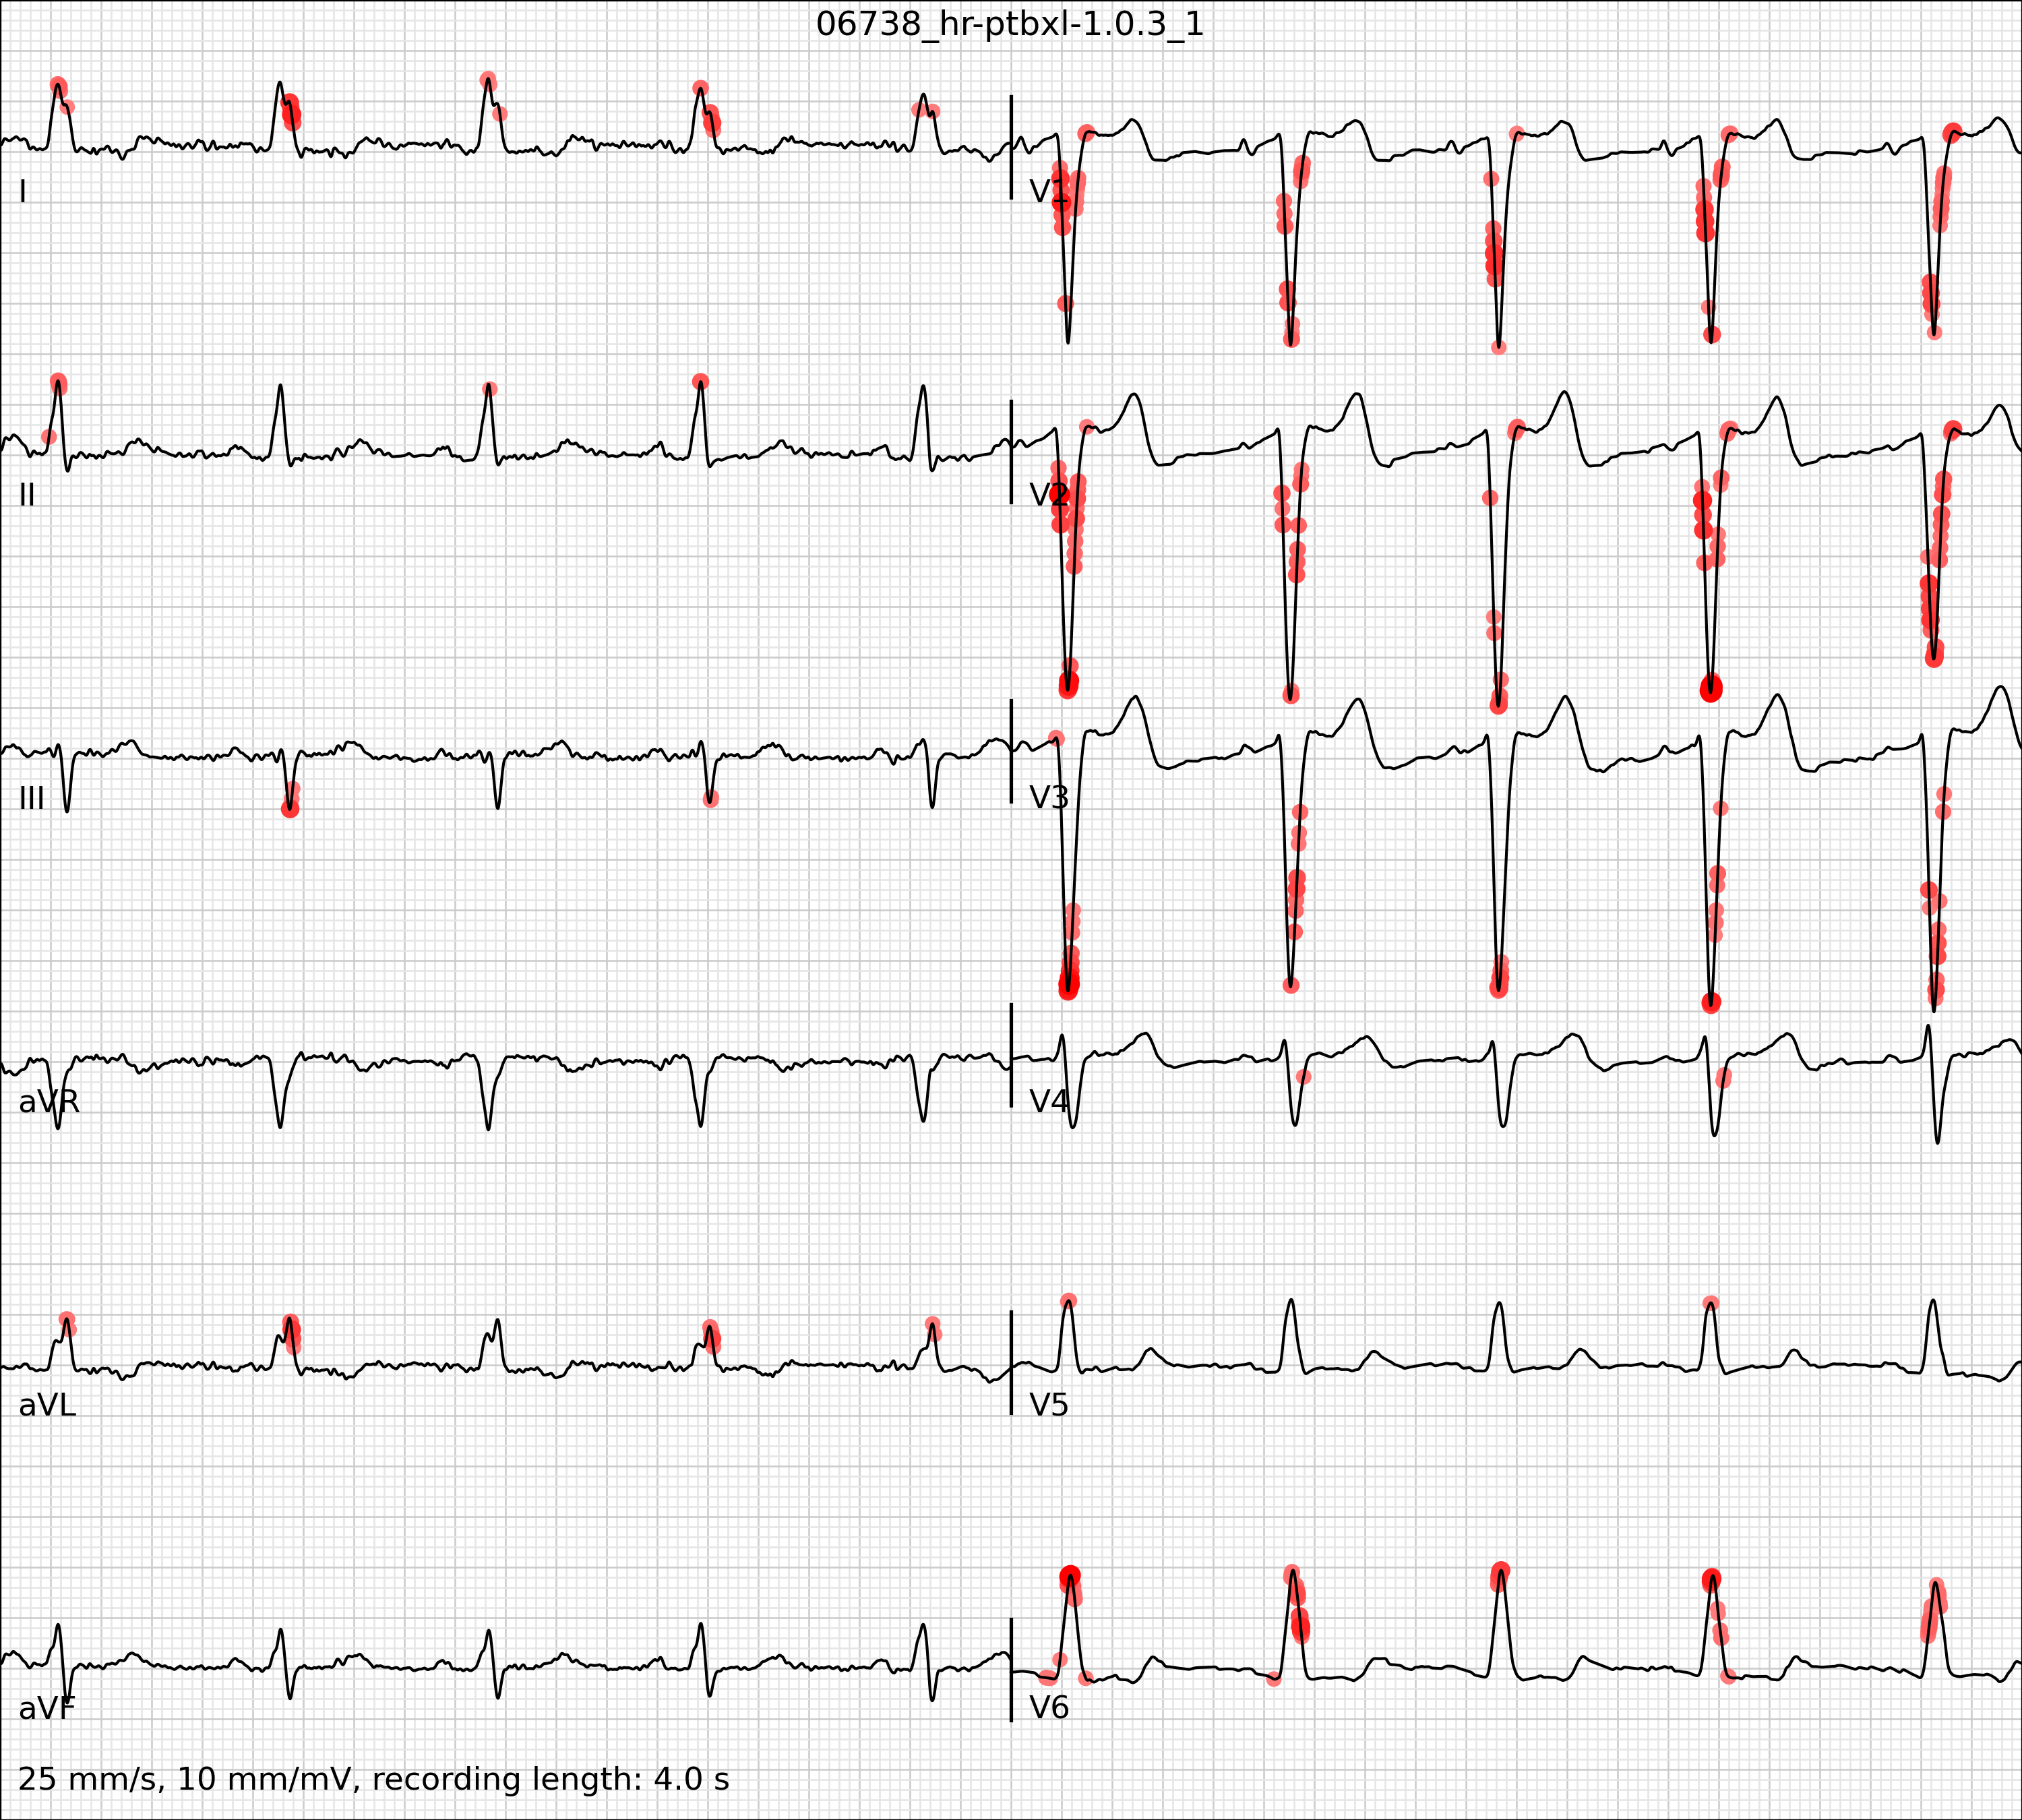 06738_hr-ptbxl-1.0.3_1
I
V1
II
V2
III
V3
aVR
V4
aVL
V5
aVF
V6
25 mm/s, 10 mm/mV, recording length: 4.0 s